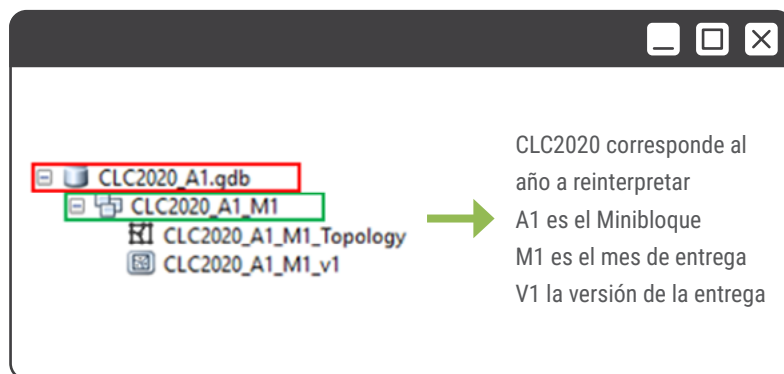 CLC2020_A1.gdb
CLC2020_A1_M1
CLC2020_A1_M1_Topology
CLC2020_A1_M1_v1
CLC2020 corresponde al
año a reinterpretar
A1 es el Minibloque
M1 es el mes de entrega
V1 la versión de la entrega